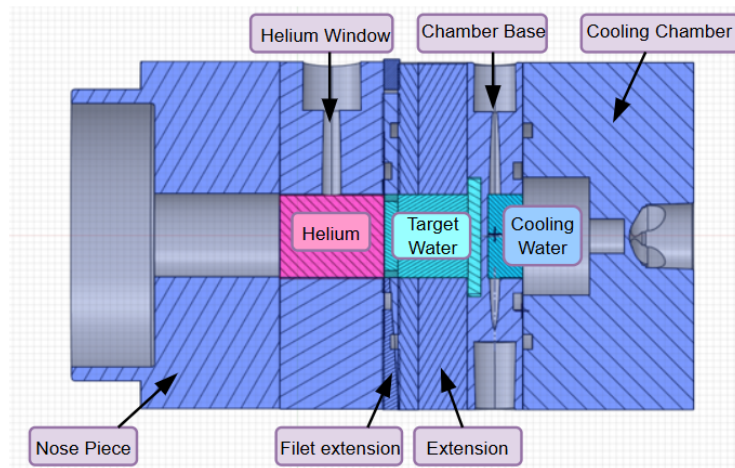 Helium Window
Chamber Base
Cooling Chamber
Helium
Target
Water
Cooling
Water
Nose Piece
Filet extension
Extension